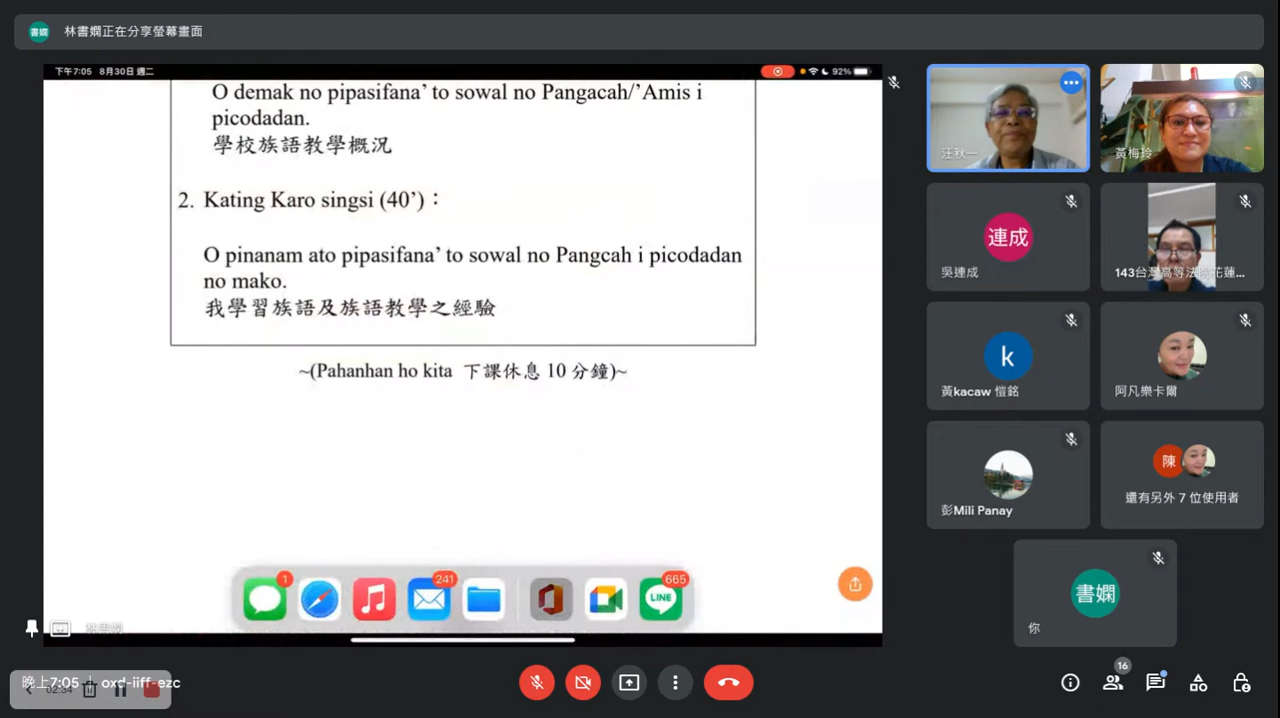 書嫻 林書嫻正在分享螢幕畫面
下午7:05 8月30日 週二
92%
O demak no pipasifana’ to sowal no Pangacah/’Amis i
picodadan.
學校族語教學概況
2. Kating Karo singsi (40’)：
O pinanam ato pipasifana’ to sowal no Pangcah i picodadan
no mako.
我學習族語及族語教學之經驗
~(Pahanhan ho kita 下課休息 10 分鐘)~
1
241
665
LINE
林書嫻
汪秋一
黃梅玲
連成
吳連成
143台灣高等法院花蓮...
k
黃kacaw 愷銘
阿凡樂卡爾
彭Mili Panay
陳
還有另外 7 位使用者
書嫻
你
晚上7:05 | oxd-iiff-ezc
02:34
16